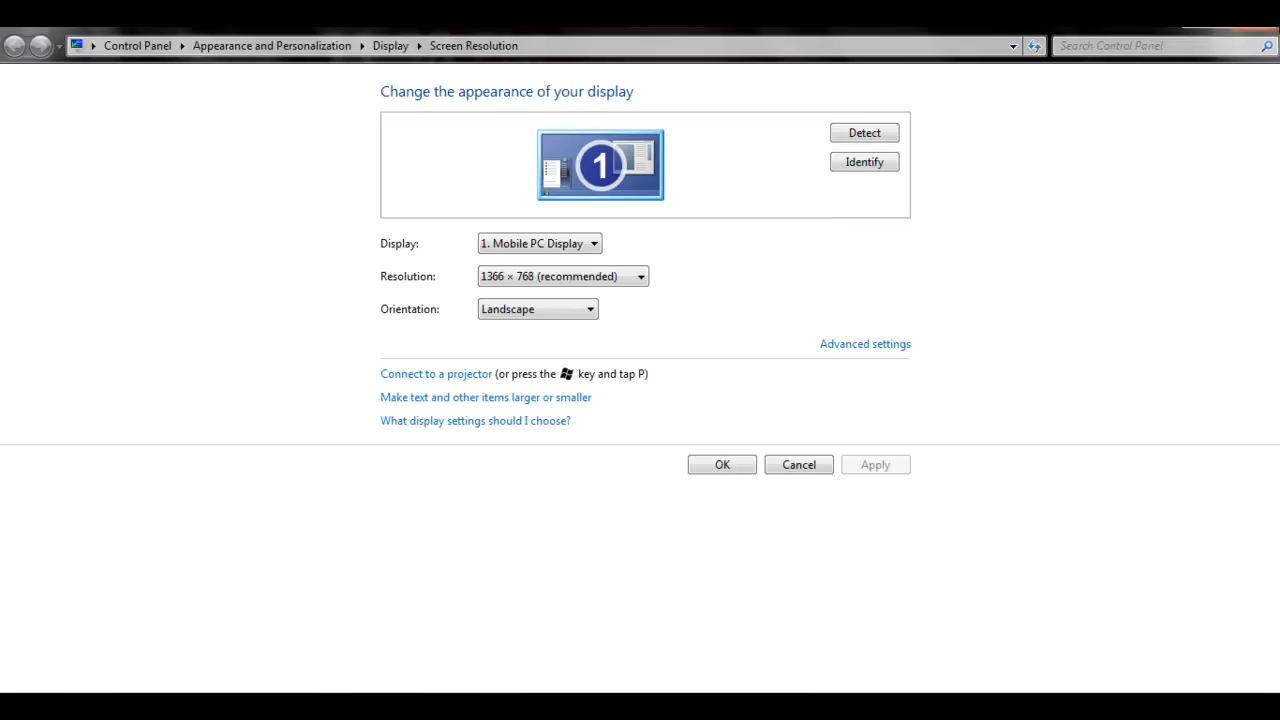 Control Panel Appearance and Personalization Display Screen Resolution
Search Control Panel
Change the appearance of your display
1
Detect
Identify
Display: 1. Mobile PC Display
Resolution: 1366 × 768 (recommended)
Orientation: Landscape
Advanced settings
Connect to a projector (or press the key and tap P)
Make text and other items larger or smaller
What display settings should I choose?
OK Cancel Apply